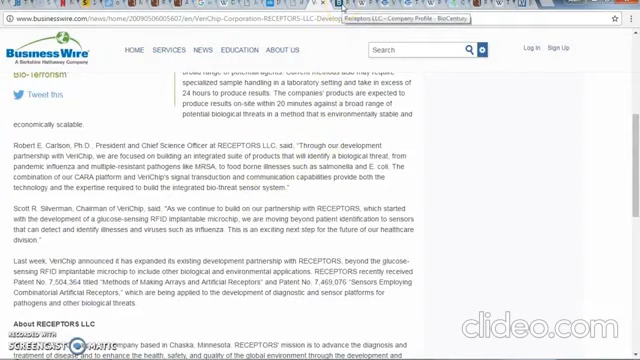 www.businesswire.com/news/home/20090506005607/en/VeriChip-Corporation-RECEPTORS-LLC-Develop
Receptors LLC - Company Profile - BioCentury
Business Wire
A Berkshire Hathaway Company
HOME SERVICES NEWS EDUCATION ABOUT US
Search
Log In Sign Up
Bio-Terrorism
Tweet this
broad range of potential agents. Current methods also may require
specialized sample handling in a laboratory setting and take in excess of
24 hours to produce results. The companies' products are expected to
produce results on-site within 20 minutes against a broad range of
potential biological threats in a method that is environmentally stable and
economically scalable.
Robert E. Carlson, Ph.D., President and Chief Science Officer at RECEPTORS LLC, said, "Through our development
partnership with VeriChip, we are focused on building an integrated suite of products that will identify a biological threat, from
pandemic influenza and multiple-resistant pathogens like MRSA, to food borne illnesses such as salmonella and E. coli. The
combination of our CARA platform and VeriChip's signal transduction and communication capabilities provide both the
technology and the expertise required to build the integrated bio-threat sensor system."
Scott R. Silverman, Chairman of VeriChip, said, "As we continue to build on our partnership with RECEPTORS, which started
with the development of a glucose-sensing RFID implantable microchip, we are moving beyond patient identification to sensors
that can detect and identify illnesses and viruses such as influenza. This is an exciting next step for the future of our healthcare
division."
Last week, VeriChip announced it has expanded its existing development partnership with RECEPTORS, beyond the glucose-
sensing RFID implantable microchip to include other biological and environmental applications. RECEPTORS recently received
Patent No. 7,504,364 titled "Methods of Making Arrays and Artificial Receptors" and Patent No. 7,469,076 "Sensors Employing
Combinatorial Artificial Receptors," which are being applied to the development of diagnostic and sensor platforms for
pathogens and other biological threats.
About RECEPTORS LLC
company based in Chaska, Minnesota. RECEPTORS' mission is to advance the diagnosis and
treatment of disease and to enhance the health, safety, and quality of the global environment through the development and
RECORDED WITH
SCREENCAST MATIC
clideo.com